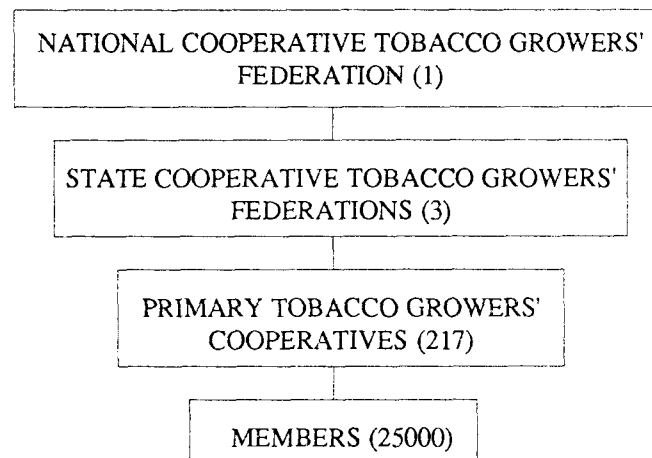 NATIONAL COOPERATIVE TOBACCO GROWERS'
FEDERATION (1)
STATE COOPERATIVE TOBACCO GROWERS'
FEDERATIONS (3)
PRIMARY TOBACCO GROWERS'
COOPERATIVES (217)
MEMBERS (25000)